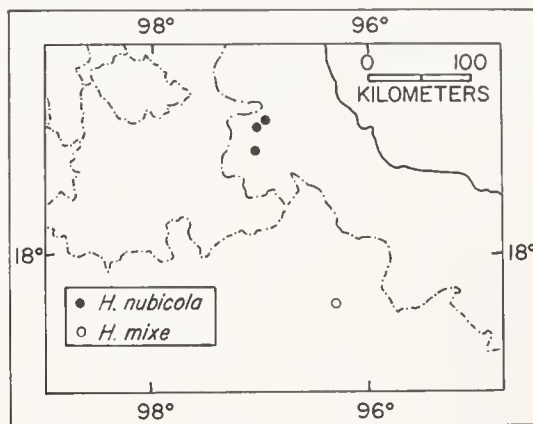 98° 96°
0 100
KILOMETERS
18° 18°
● H. nubicola
○ H. mixe
98° 96°